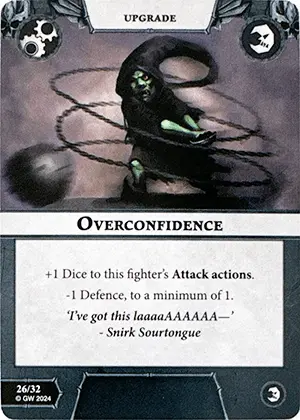 UPGRADE
OVERCONFIDENCE
+1 Dice to this fighter's Attack actions.
-1 Defence, to a minimum of 1.
'I've got this laaaaAAAAAA—'
- Snirk Sourtongue
26/32
© GW 2024